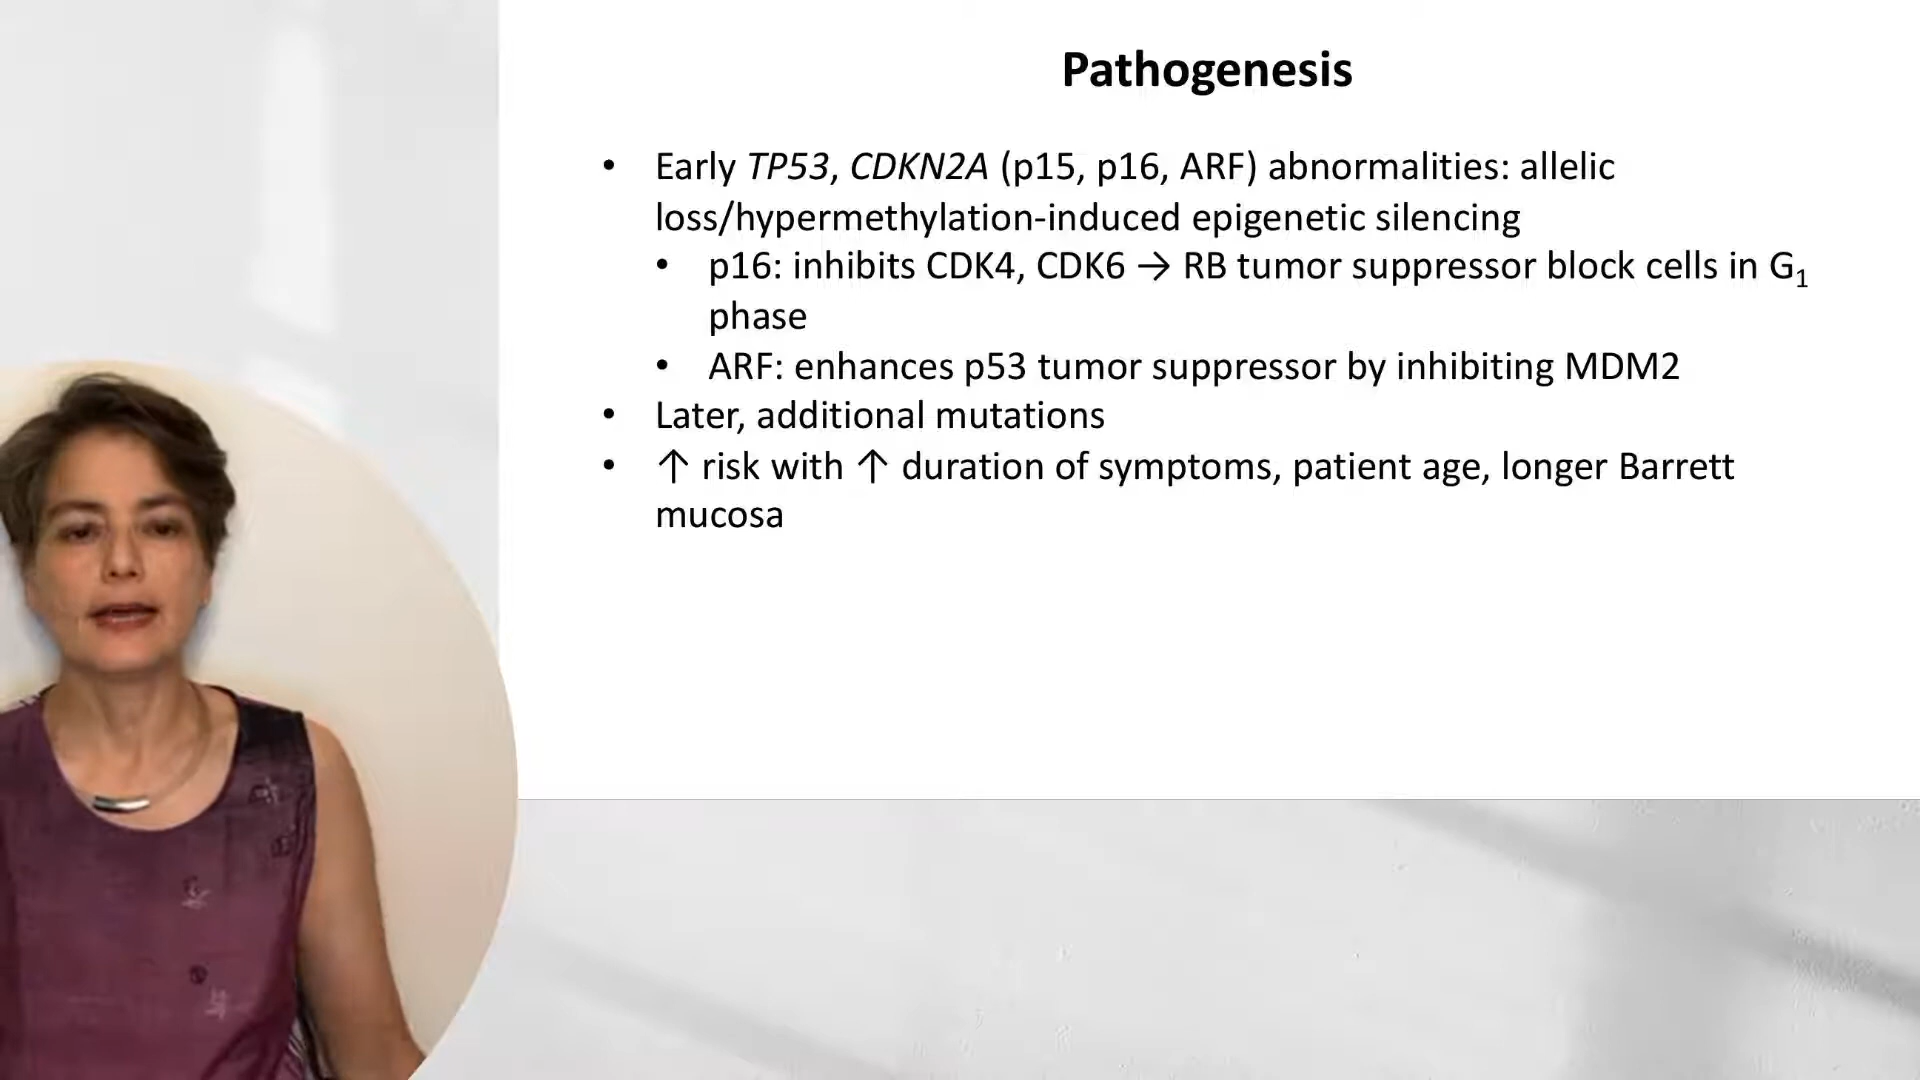 Pathogenesis
• Early TP53, CDKN2A (p15, p16, ARF) abnormalities: allelic
loss/hypermethylation-induced epigenetic silencing
• p16: inhibits CDK4, CDK6 → RB tumor suppressor block cells in G₁
phase
• ARF: enhances p53 tumor suppressor by inhibiting MDM2
• Later, additional mutations
• ↑ risk with ↑ duration of symptoms, patient age, longer Barrett
mucosa